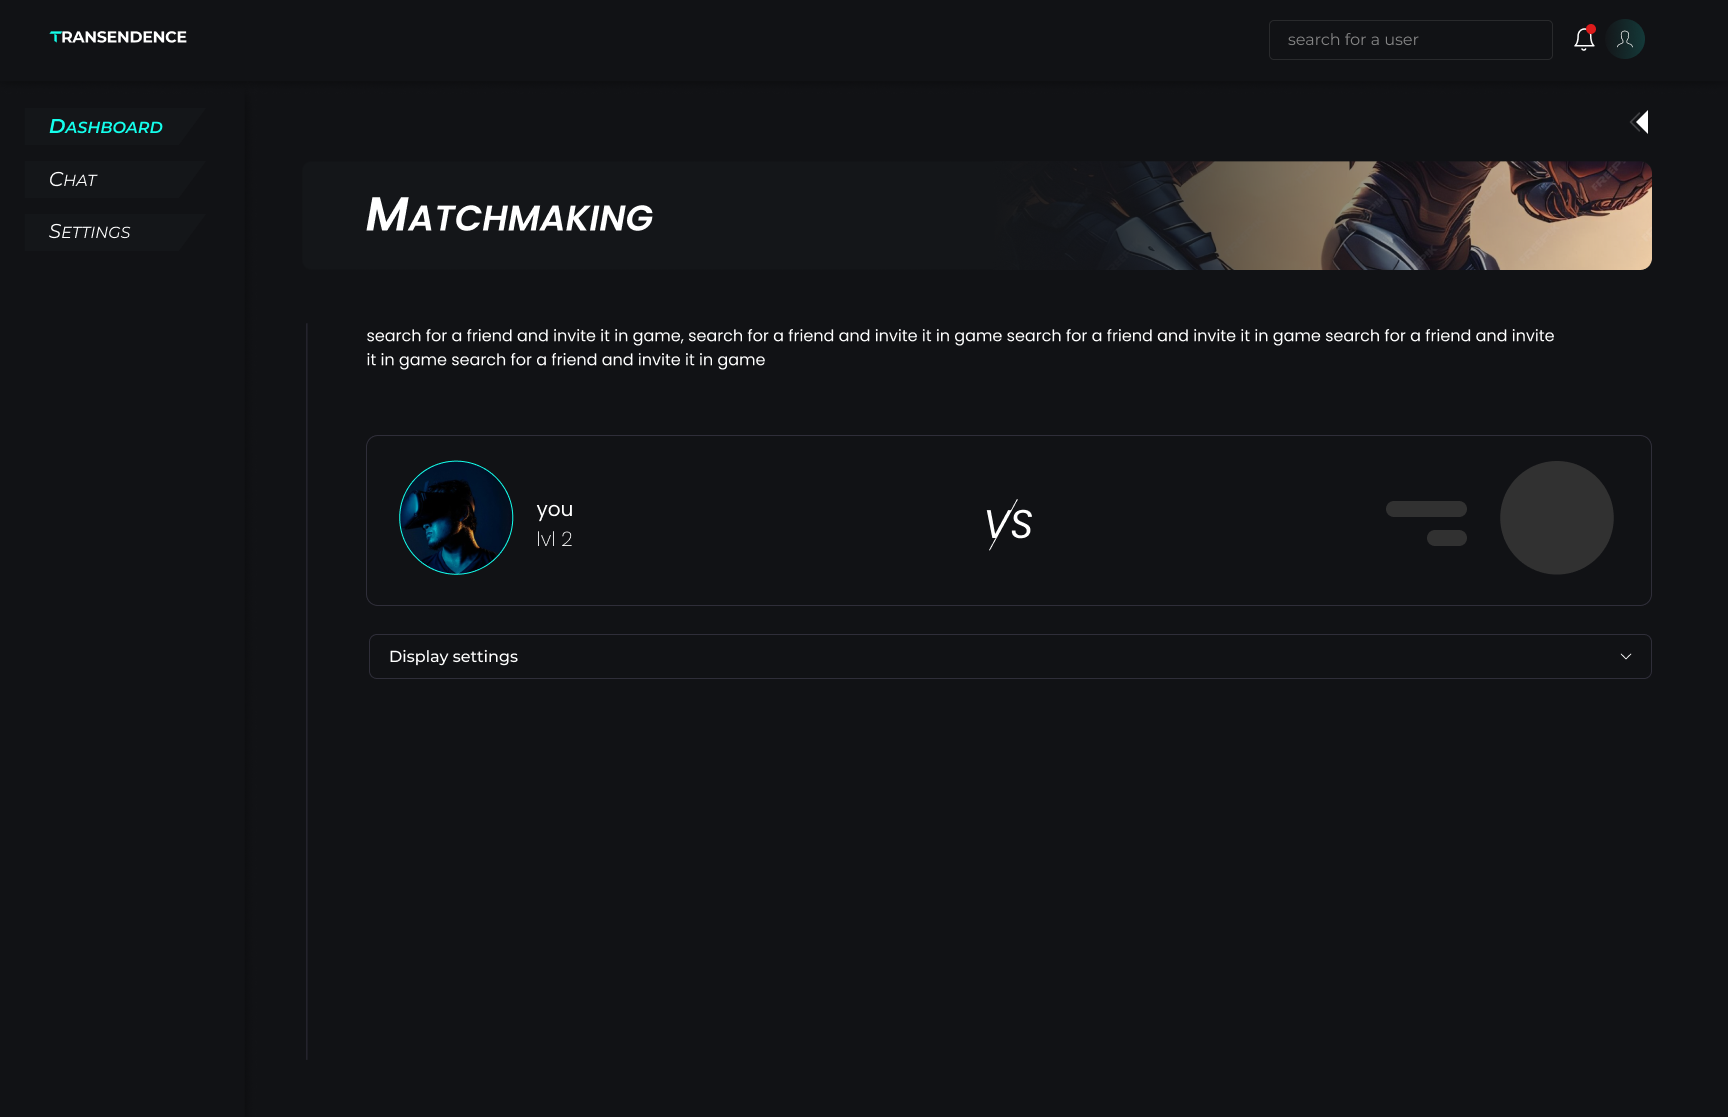 TRANSENDENCE
search for a user
DASHBOARD
CHAT
SETTINGS
MATCHMAKING
search for a friend and invite it in game, search for a friend and invite it in game search for a friend and invite it in game search for a friend and invite
it in game search for a friend and invite it in game
you
lvl 2
VS
Display settings